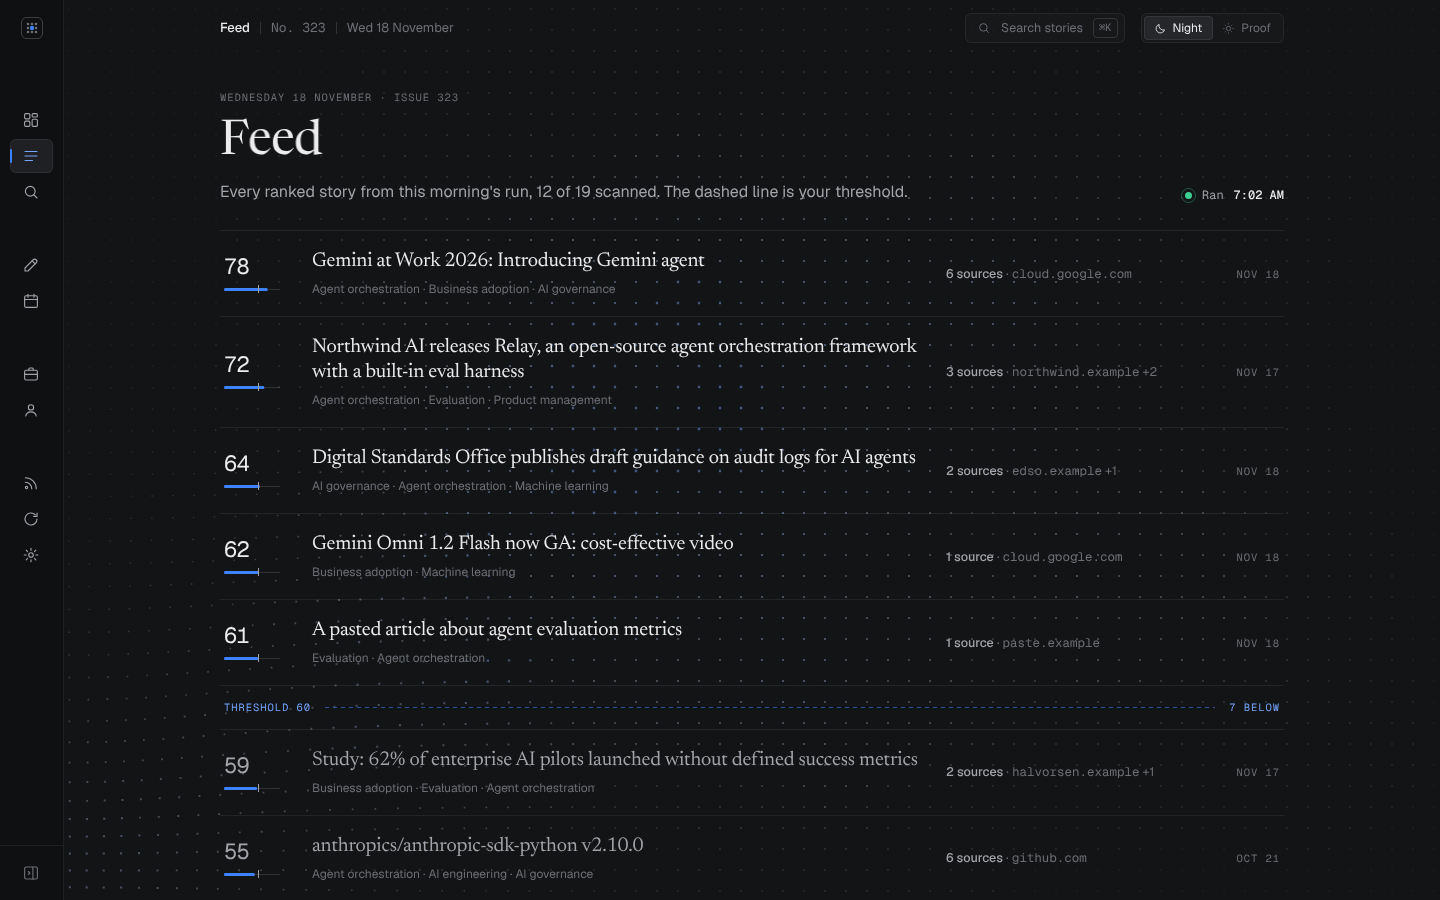 Feed No. 323 Wed 18 November
Search stories ⌘K
Night Proof
WEDNESDAY 18 NOVEMBER · ISSUE 323
Feed
Every ranked story from this morning's run, 12 of 19 scanned. The dashed line is your threshold.
Ran 7:02 AM
78
Gemini at Work 2026: Introducing Gemini agent
Agent orchestration · Business adoption · AI governance
6 sources · cloud.google.com
NOV 18
72
Northwind AI releases Relay, an open-source agent orchestration framework
with a built-in eval harness
Agent orchestration · Evaluation · Product management
3 sources · northwind.example +2
NOV 17
64
Digital Standards Office publishes draft guidance on audit logs for AI agents
AI governance · Agent orchestration · Machine learning
2 sources · edso.example +1
NOV 18
62
Gemini Omni 1.2 Flash now GA: cost-effective video
Business adoption · Machine learning
1 source · cloud.google.com
NOV 18
61
A pasted article about agent evaluation metrics
Evaluation · Agent orchestration
1 source · paste.example
NOV 18
THRESHOLD 60
7 BELOW
59
Study: 62% of enterprise AI pilots launched without defined success metrics
Business adoption · Evaluation · Agent orchestration
2 sources · halvorsen.example +1
NOV 17
55
anthropics/anthropic-sdk-python v2.10.0
Agent orchestration · AI engineering · AI governance
6 sources · github.com
OCT 21